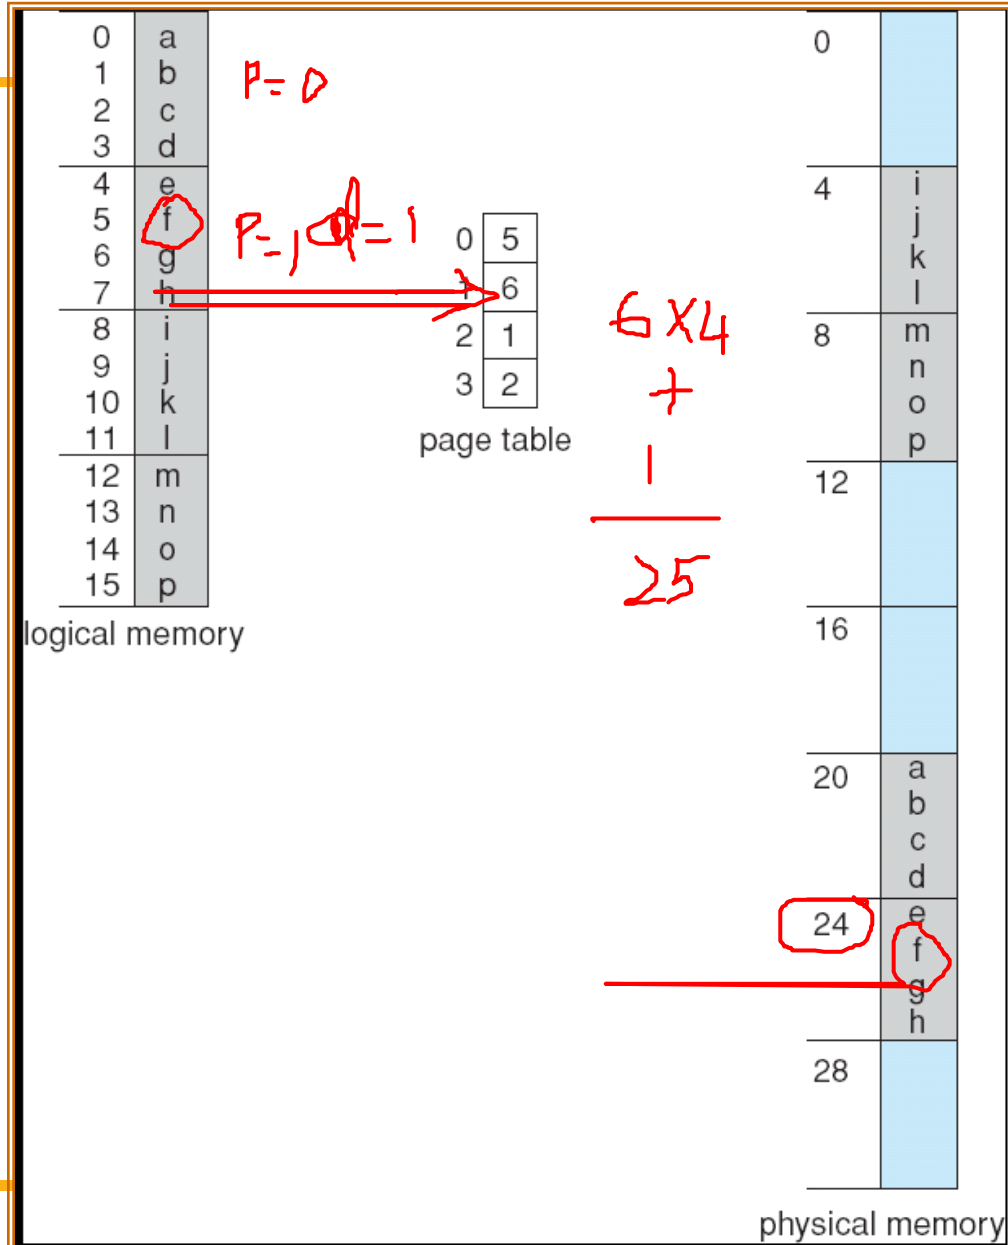 0 a
1 b
2 c
3 d
4 e
5 f
6 g
7 h
8 i
9 j
10 k
11 l
12 m
13 n
14 o
15 p
logical memory
P=0
P=1 d=1
0 5
1 6
2 1
3 2
page table
6X4
+
1
25
0
4 i
j
k
l
8 m
n
o
p
12
16
20 a
b
c
d
24 e
f
g
h
28
physical memory